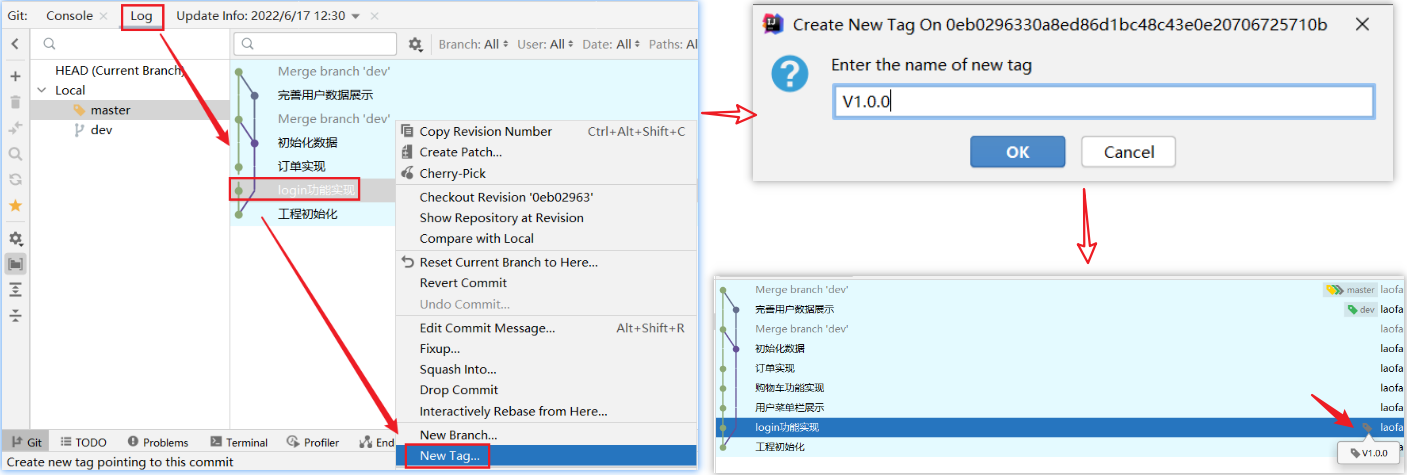 Git: Console Log Update Info: 2022/6/17 12:30
Branch: All User: All Date: All Paths: Al
HEAD (Current Branch)
Local
master
dev
Merge branch 'dev'
完善用户数据展示
Merge branch 'dev'
初始化数据
订单实现
login功能实现
工程初始化
Copy Revision Number Ctrl+Alt+Shift+C
Create Patch...
Cherry-Pick
Checkout Revision '0eb02963'
Show Repository at Revision
Compare with Local
Reset Current Branch to Here...
Revert Commit
Undo Commit...
Edit Commit Message... Alt+Shift+R
Fixup...
Squash Into...
Drop Commit
Interactively Rebase from Here...
New Branch...
New Tag...
Git TODO Problems Terminal Profiler End
Create new tag pointing to this commit
Create New Tag On 0eb0296330a8ed86d1bc48c43e0e20706725710b
Enter the name of new tag
V1.0.0
OK Cancel
Merge branch 'dev' master laofa
完善用户数据展示 dev laofa
Merge branch 'dev' laofa
初始化数据 laofa
订单实现 laofa
购物车功能实现 laofa
用户菜单栏展示 laofa
login功能实现 laofa
工程初始化 laofa
V1.0.0